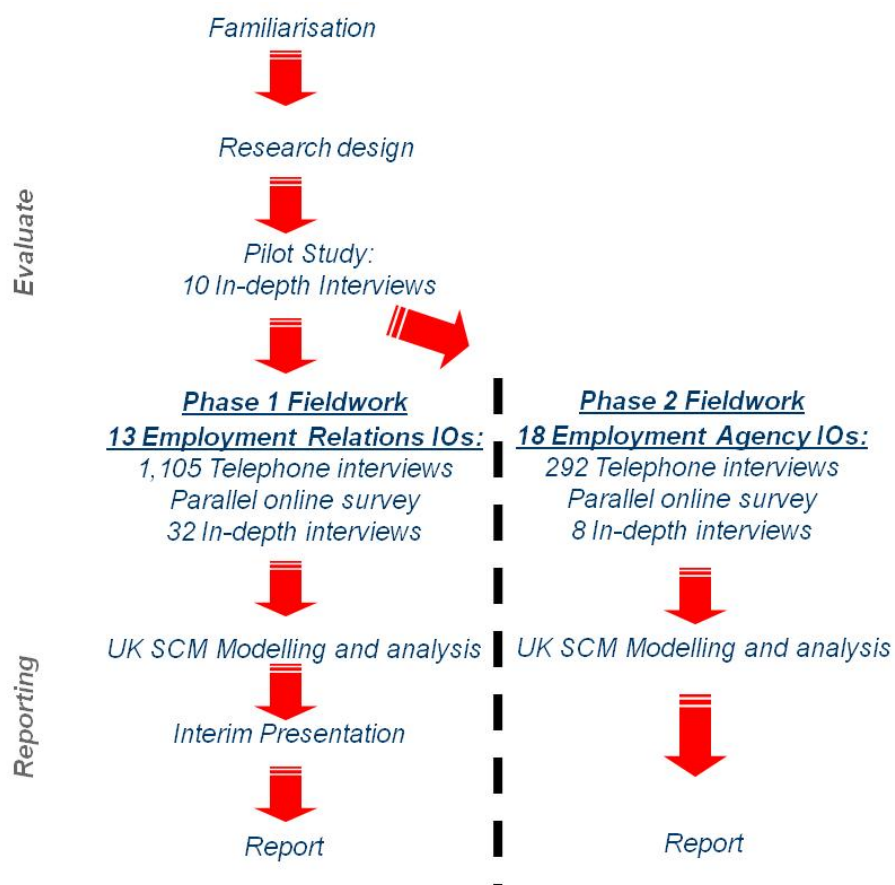 Familiarisation
Research design
Evaluate
Pilot Study:
10 In-depth Interviews
Phase 1 Fieldwork
13 Employment Relations IOs:
1,105 Telephone interviews
Parallel online survey
32 In-depth interviews
Phase 2 Fieldwork
18 Employment Agency IOs:
292 Telephone interviews
Parallel online survey
8 In-depth interviews
Reporting
UK SCM Modelling and analysis
Interim Presentation
Report
UK SCM Modelling and analysis
Report